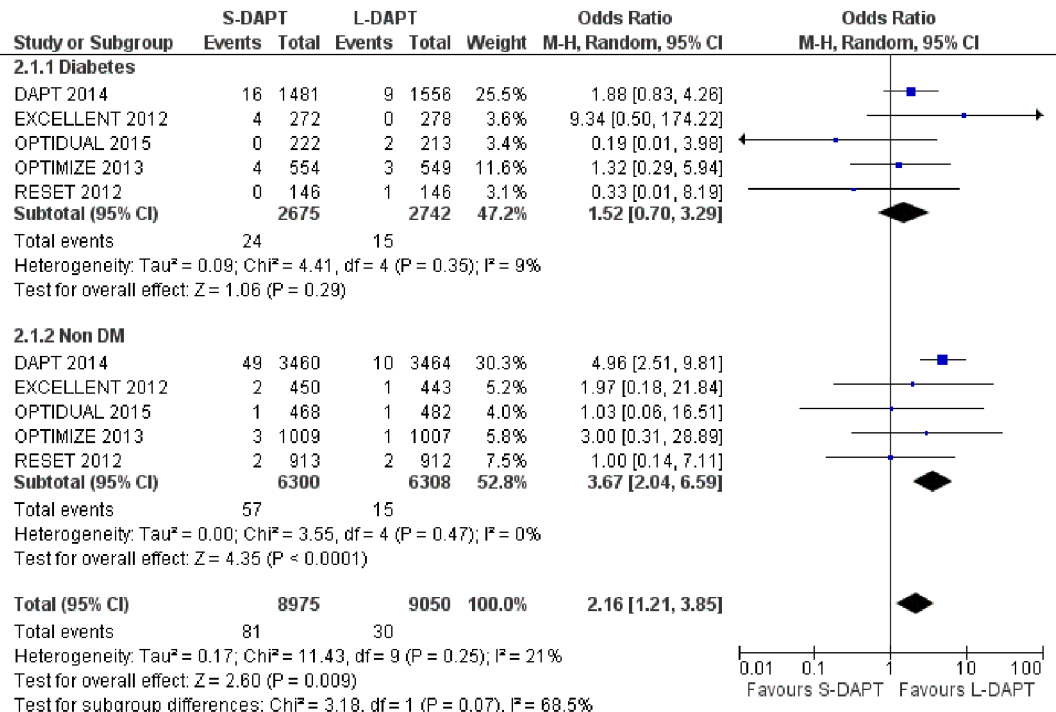 S-DAPT L-DAPT Odds Ratio Odds Ratio
Study or Subgroup Events Total Events Total Weight M-H, Random, 95% CI M-H, Random, 95% CI
2.1.1 Diabetes
DAPT 2014 16 1481 9 1556 25.5% 1.88 [0.83, 4.26]
EXCELLENT 2012 4 272 0 278 3.6% 9.34 [0.50, 174.22]
OPTIDUAL 2015 0 222 2 213 3.4% 0.19 [0.01, 3.98]
OPTIMIZE 2013 4 554 3 549 11.6% 1.32 [0.29, 5.94]
RESET 2012 0 146 1 146 3.1% 0.33 [0.01, 8.19]
Subtotal (95% CI) 2675 2742 47.2% 1.52 [0.70, 3.29]
Total events 24 15
Heterogeneity: Tau² = 0.09; Chi² = 4.41, df = 4 (P = 0.35); I² = 9%
Test for overall effect: Z = 1.06 (P = 0.29)
2.1.2 Non DM
DAPT 2014 49 3460 10 3464 30.3% 4.96 [2.51, 9.81]
EXCELLENT 2012 2 450 1 443 5.2% 1.97 [0.18, 21.84]
OPTIDUAL 2015 1 468 1 482 4.0% 1.03 [0.06, 16.51]
OPTIMIZE 2013 3 1009 1 1007 5.8% 3.00 [0.31, 28.89]
RESET 2012 2 913 2 912 7.5% 1.00 [0.14, 7.11]
Subtotal (95% CI) 6300 6308 52.8% 3.67 [2.04, 6.59]
Total events 57 15
Heterogeneity: Tau² = 0.00; Chi² = 3.55, df = 4 (P = 0.47); I² = 0%
Test for overall effect: Z = 4.35 (P < 0.0001)
Total (95% CI) 8975 9050 100.0% 2.16 [1.21, 3.85]
Total events 81 30
Heterogeneity: Tau² = 0.17; Chi² = 11.43, df = 9 (P = 0.25); I² = 21%
Test for overall effect: Z = 2.60 (P = 0.009)
Test for subgroup differences: Chi² = 3.18, df = 1 (P = 0.07), I² = 68.5%
0.01 0.1 1 10 100
Favours S-DAPT Favours L-DAPT